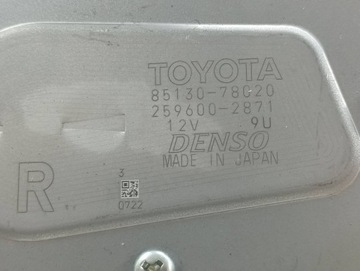 TOYOTA
85130-78020
259600-2871
12V 9U
DENSO
MADE IN JAPAN
R
3
0722